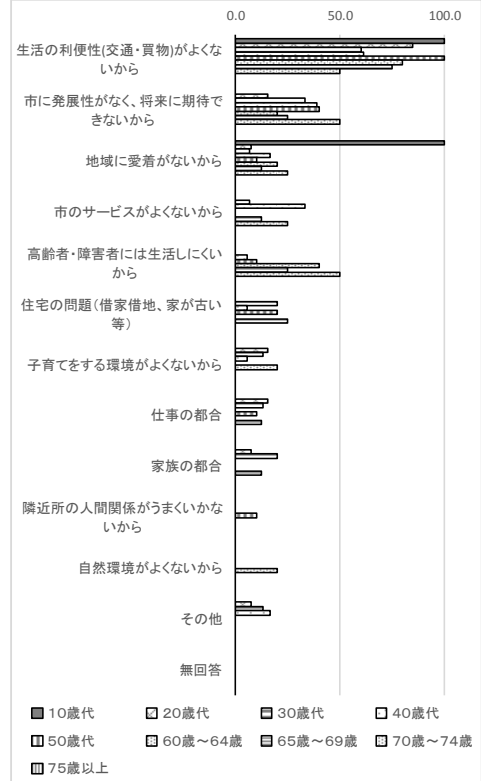 0.0 50.0 100.0
生活の利便性(交通・買物)がよくな
いから
市に発展性がなく、将来に期待で
きないから
地域に愛着がないから
市のサービスがよくないから
高齢者・障害者には生活しにくい
から
住宅の問題(借家借地、家が古い
等)
子育てをする環境がよくないから
仕事の都合
家族の都合
隣近所の人間関係がうまくいかな
いから
自然環境がよくないから
その他
無回答
10歳代 20歳代 30歳代 40歳代
50歳代 60歳~64歳 65歳~69歳 70歳~74歳
75歳以上